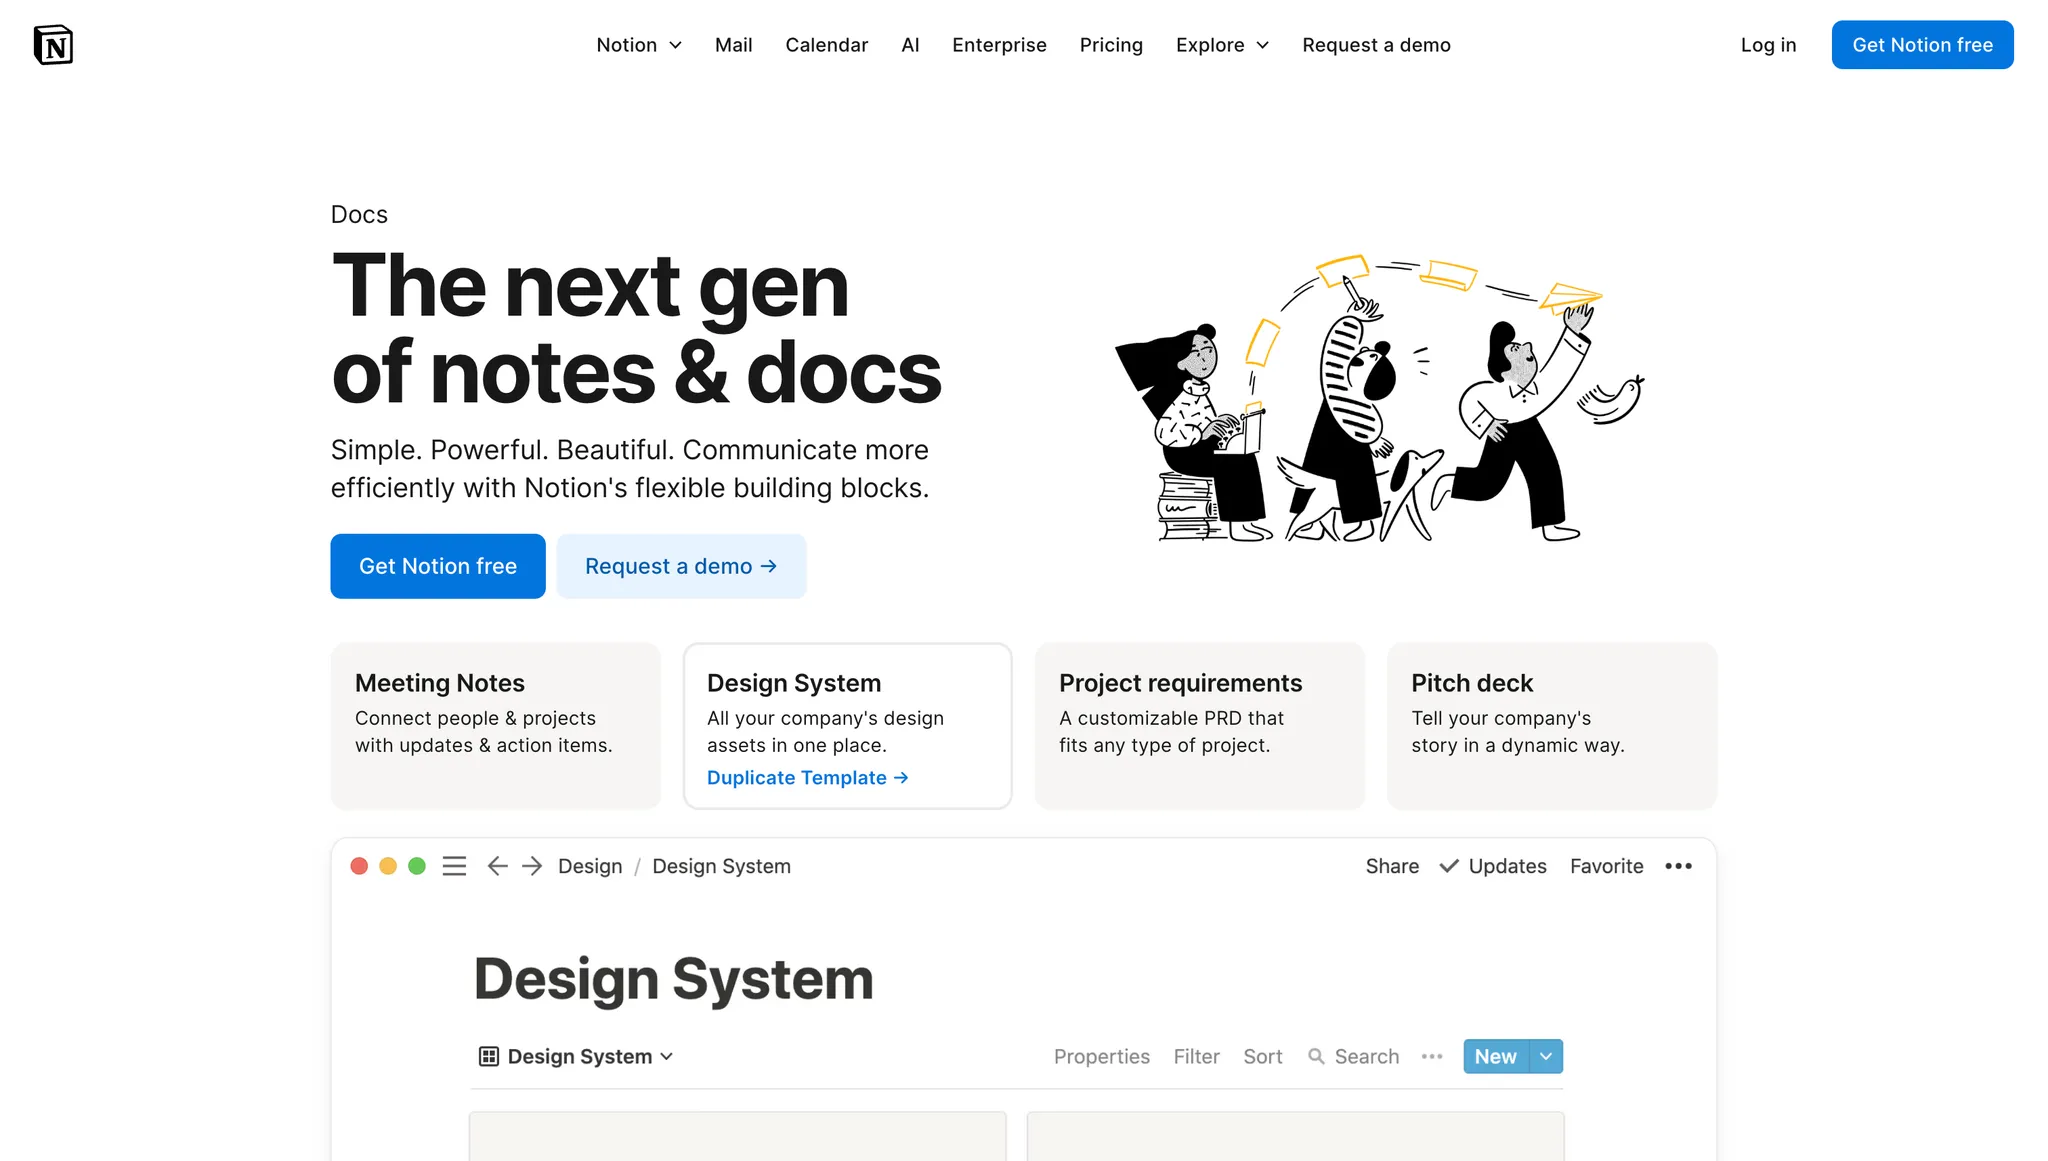 N
Notion
Mail
Calendar
AI
Enterprise
Pricing
Explore
Request a demo
Log in
Get Notion free
Docs
The next gen
of notes & docs
Simple. Powerful. Beautiful. Communicate more
efficiently with Notion's flexible building blocks.
Get Notion free
Request a demo →
Meeting Notes
Connect people & projects
with updates & action items.
Design System
All your company's design
assets in one place.
Duplicate Template →
Project requirements
A customizable PRD that
fits any type of project.
Pitch deck
Tell your company's
story in a dynamic way.
Design / Design System
Share
Updates
Favorite
Design System
Design System
Properties
Filter
Sort
Search
New